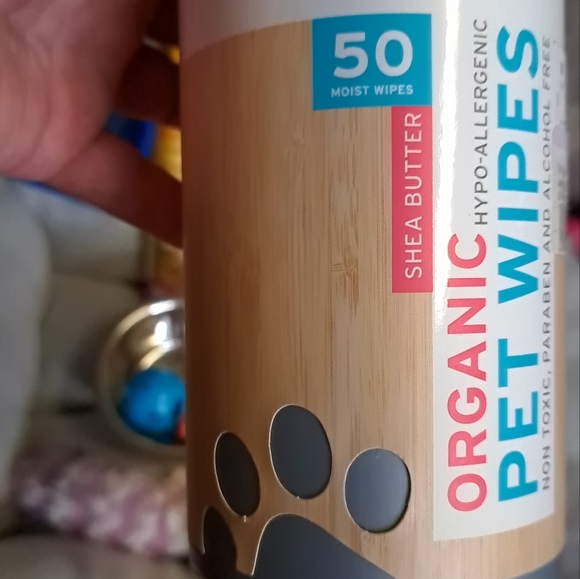 50
MOIST WIPES
SHEA BUTTER
ORGANIC HYPO-ALLERGENIC
PET WIPES
NON TOXIC, PARABEN AND ALCOHOL FREE